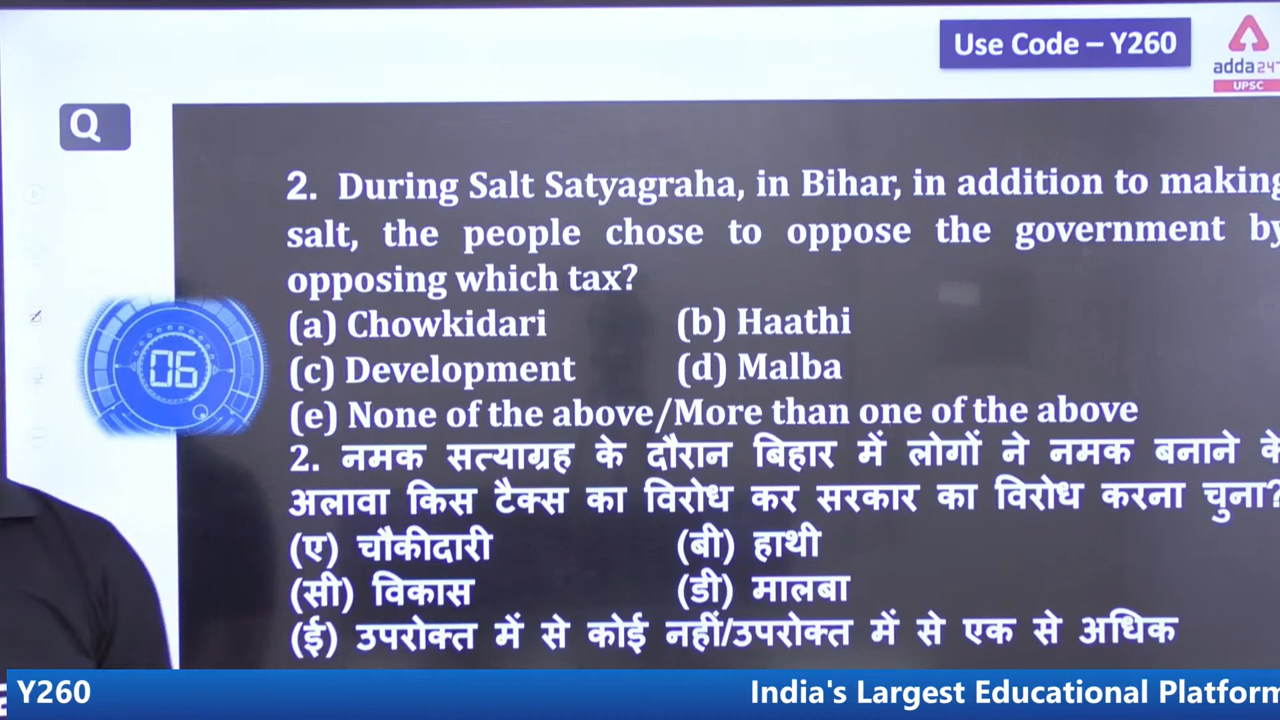 Use Code – Y260
adda24
UPSC
Q
2. During Salt Satyagraha, in Bihar, in addition to making
salt, the people chose to oppose the government by
opposing which tax?
(a) Chowkidari (b) Haathi
(c) Development (d) Malba
(e) None of the above/More than one of the above
06
2. नमक सत्याग्रह के दौरान बिहार में लोगों ने नमक बनाने के
अलावा किस टैक्स का विरोध कर सरकार का विरोध करना चुना?
(ए) चौकीदारी (बी) हाथी
(सी) विकास (डी) मालबा
(ई) उपरोक्त में से कोई नहीं/उपरोक्त में से एक से अधिक
Y260 India's Largest Educational Platform